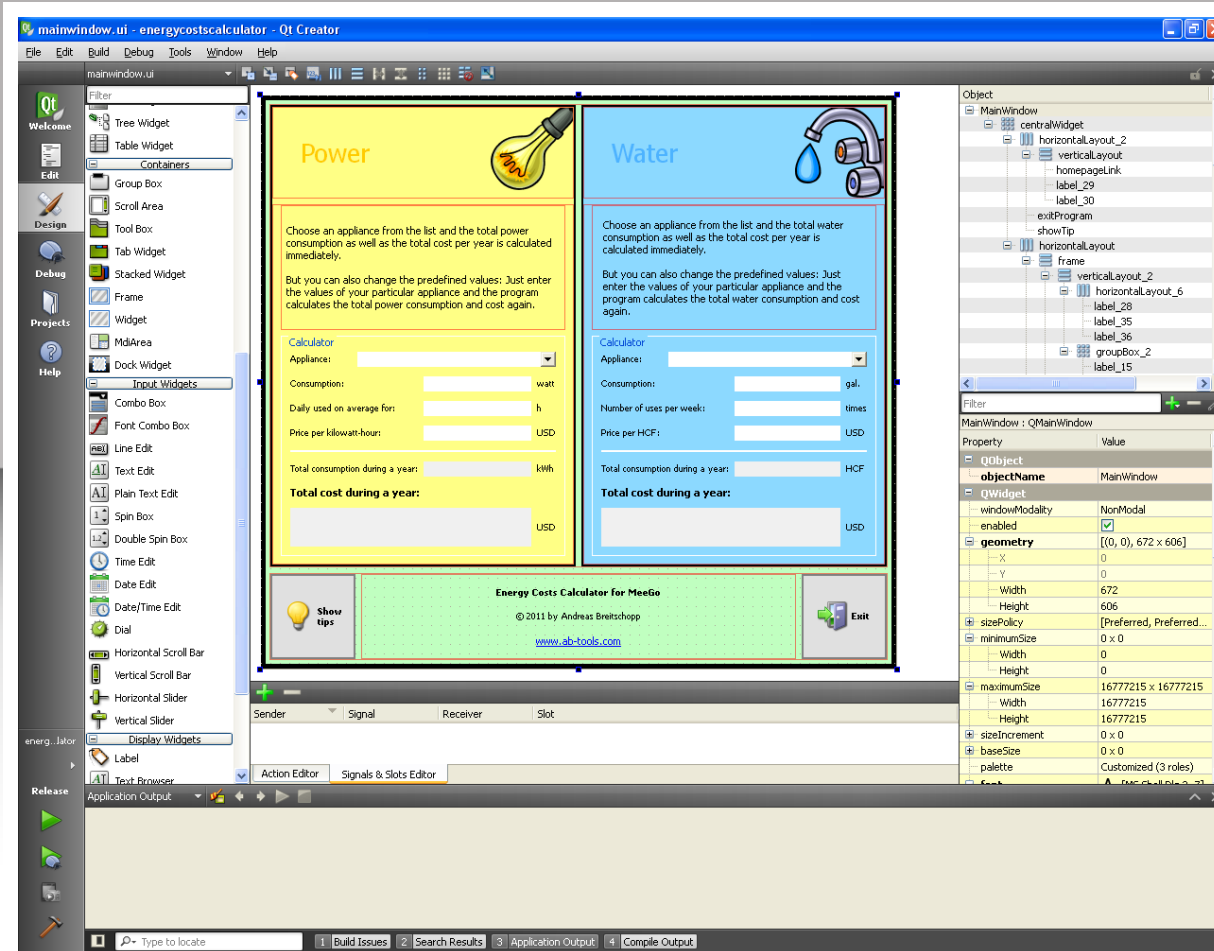 mainwindow.ui - energycostscalculator - Qt Creator
File Edit Build Debug Tools Window Help
mainwindow.ui
Qt
Welcome
Edit
Design
Debug
Projects
Help
energ..lator
Release
Filter
Tree Widget
Table Widget
Containers
Group Box
Scroll Area
Tool Box
Tab Widget
Stacked Widget
Frame
Widget
MdiArea
Dock Widget
Input Widgets
Combo Box
Font Combo Box
Line Edit
Text Edit
Plain Text Edit
Spin Box
Double Spin Box
Time Edit
Date Edit
Date/Time Edit
Dial
Horizontal Scroll Bar
Vertical Scroll Bar
Horizontal Slider
Vertical Slider
Display Widgets
Label
Text Browser
Power
Choose an appliance from the list and the total power
consumption as well as the total cost per year is calculated
immediately.
But you can also change the predefined values: Just enter
the values of your particular appliance and the program
calculates the total power consumption and cost again.
Calculator
Appliance:
Consumption: watt
Daily used on average for: h
Price per kilowatt-hour: USD
Total consumption during a year: kWh
Total cost during a year:
USD
Water
Choose an appliance from the list and the total water
consumption as well as the total cost per year is
calculated immediately.
But you can also change the predefined values: Just
enter the values of your particular appliance and the
program calculates the total water consumption and cost
again.
Calculator
Appliance:
Consumption: gal.
Number of uses per week: times
Price per HCF: USD
Total consumption during a year: HCF
Total cost during a year:
USD
Show
tips
Energy Costs Calculator for MeeGo
© 2011 by Andreas Breitschopp
www.ab-tools.com
Exit
Sender Signal Receiver Slot
Action Editor Signals & Slots Editor
Object
MainWindow
centralWidget
horizontalLayout_2
verticalLayout
homepageLink
label_29
label_30
exitProgram
showTip
horizontalLayout
frame
verticalLayout_2
horizontalLayout_6
label_28
label_35
label_36
groupBox_2
label_15
Filter
MainWindow : QMainWindow
Property Value
QObject
objectName MainWindow
QWidget
windowModality NonModal
enabled
geometry [(0, 0), 672 x 606]
X 0
Y 0
Width 672
Height 606
sizePolicy [Preferred, Preferred...
minimumSize 0 x 0
Width 0
Height 0
maximumSize 16777215 x 16777215
Width 16777215
Height 16777215
sizeIncrement 0 x 0
baseSize 0 x 0
palette Customized (3 roles)
font A [MS Shell Dlg 2, 7]
Application Output
Type to locate
1 Build Issues 2 Search Results 3 Application Output 4 Compile Output